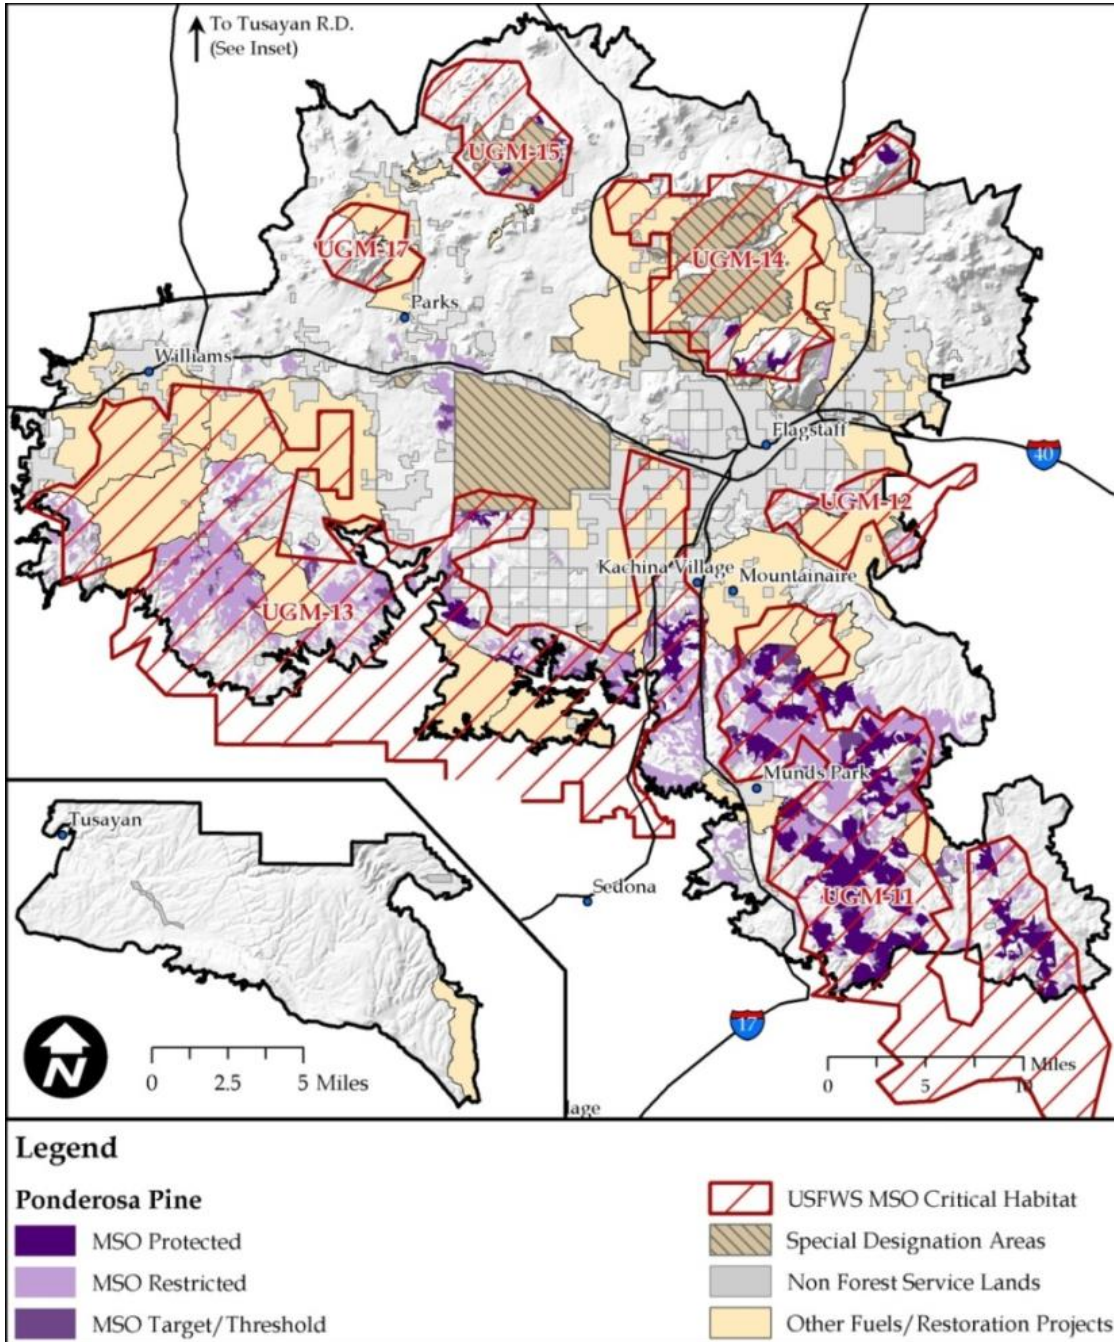 To Tusayan R.D.
(See Inset)
UGM-15
UGM-17
UGM-14
Parks
Williams
Flagstaff
40
UGM-12
Kachina Village
Mountainaire
UGM-13
Munds Park
Tusayan
Sedona
UGM-11
17
N
0 2.5 5 Miles
Miles
0 5 10
lage
Legend
Ponderosa Pine
MSO Protected
MSO Restricted
MSO Target/Threshold
USFWS MSO Critical Habitat
Special Designation Areas
Non Forest Service Lands
Other Fuels/Restoration Projects